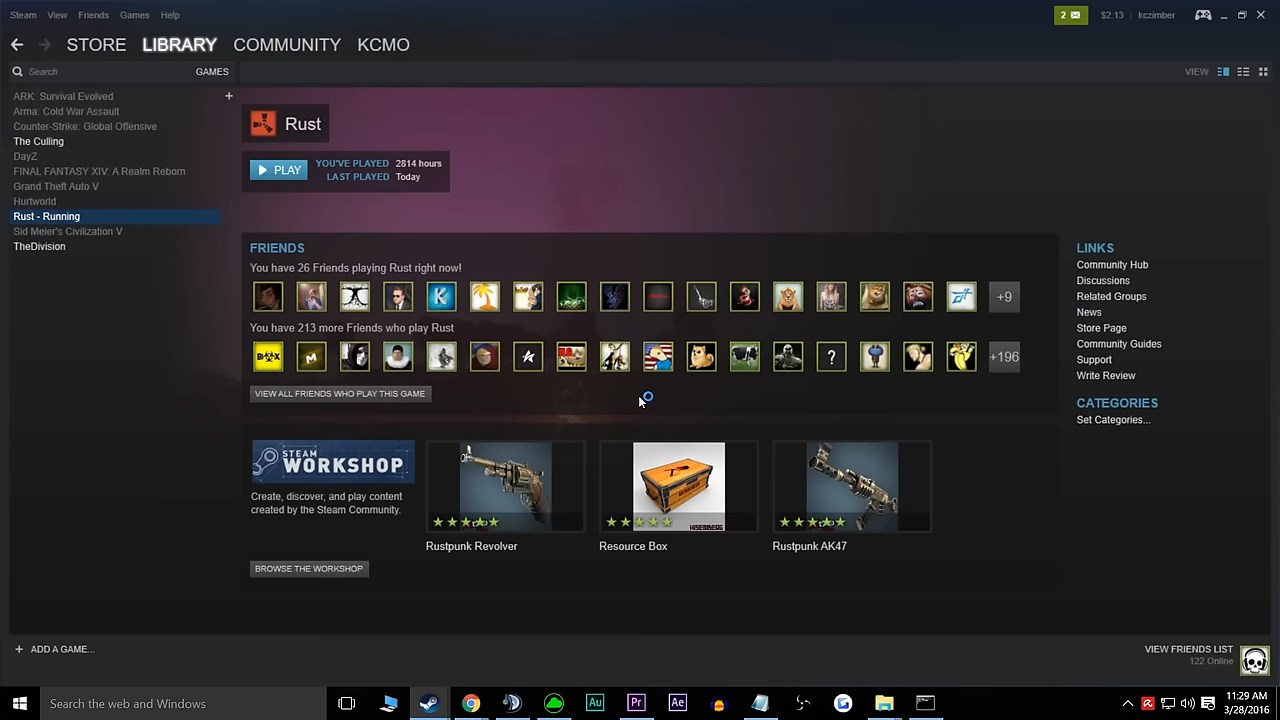 Steam View Friends Games Help
2 $2.13 kczimber
STORE LIBRARY COMMUNITY KCMO
Search GAMES VIEW
ARK: Survival Evolved +
Arma: Cold War Assault
Counter-Strike: Global Offensive
The Culling
DayZ
FINAL FANTASY XIV: A Realm Reborn
Grand Theft Auto V
Hurtworld
Rust - Running
Sid Meier's Civilization V
TheDivision
Rust
PLAY
YOU'VE PLAYED 2814 hours
LAST PLAYED Today
FRIENDS
You have 26 Friends playing Rust right now!
K
+9
You have 213 more Friends who play Rust
?
+196
VIEW ALL FRIENDS WHO PLAY THIS GAME
STEAM
WORKSHOP
Create, discover, and play content
created by the Steam Community.
BROWSE THE WORKSHOP
Rustpunk Revolver
Resource Box
Rustpunk AK47
LINKS
Community Hub
Discussions
Related Groups
News
Store Page
Community Guides
Support
Write Review
CATEGORIES
Set Categories...
+ ADD A GAME...
VIEW FRIENDS LIST
122 Online
Search the web and Windows
Au Pr Ae
11:29 AM
3/28/2016